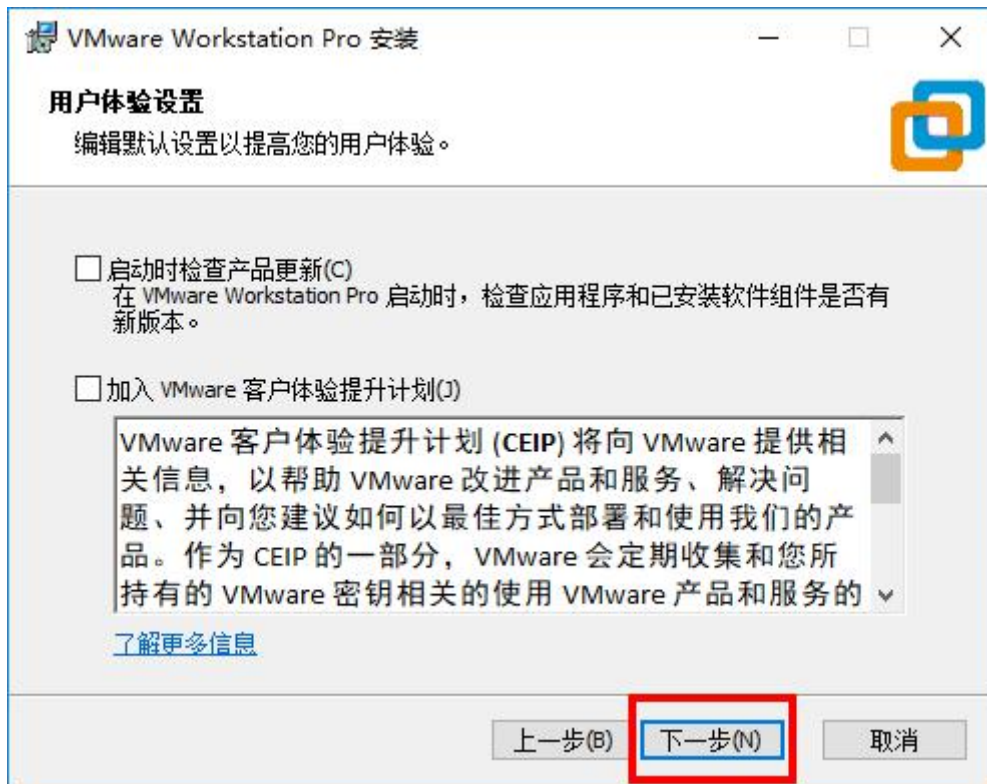 VMware Workstation Pro 安装
用户体验设置
编辑默认设置以提高您的用户体验。
启动时检查产品更新(C)
在 VMware Workstation Pro 启动时，检查应用程序和已安装软件组件是否有
新版本。
加入 VMware 客户体验提升计划(J)
VMware 客户体验提升计划 (CEIP) 将向 VMware 提供相
关信息，以帮助 VMware 改进产品和服务、解决问
题、并向您建议如何以最佳方式部署和使用我们的产
品。作为 CEIP 的一部分，VMware 会定期收集和您所
持有的 VMware 密钥相关的使用 VMware 产品和服务的
了解更多信息
上一步(B) 下一步(N) 取消